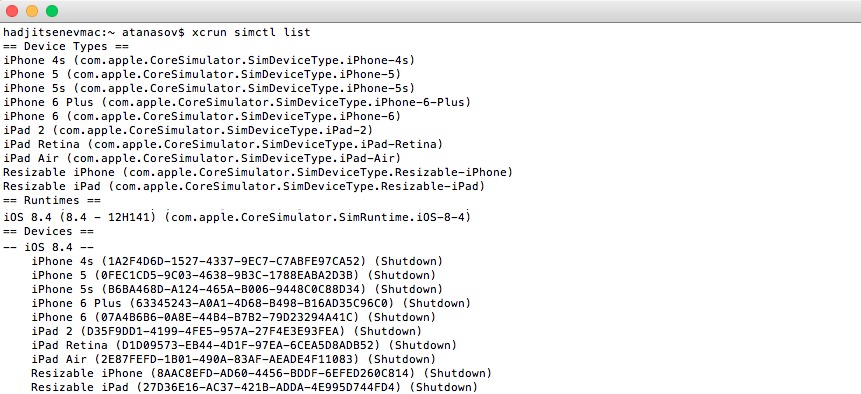 hadjitsenevmac:~ atanasov$ xcrun simctl list
== Device Types ==
iPhone 4s (com.apple.CoreSimulator.SimDeviceType.iPhone-4s)
iPhone 5 (com.apple.CoreSimulator.SimDeviceType.iPhone-5)
iPhone 5s (com.apple.CoreSimulator.SimDeviceType.iPhone-5s)
iPhone 6 Plus (com.apple.CoreSimulator.SimDeviceType.iPhone-6-Plus)
iPhone 6 (com.apple.CoreSimulator.SimDeviceType.iPhone-6)
iPad 2 (com.apple.CoreSimulator.SimDeviceType.iPad-2)
iPad Retina (com.apple.CoreSimulator.SimDeviceType.iPad-Retina)
iPad Air (com.apple.CoreSimulator.SimDeviceType.iPad-Air)
Resizable iPhone (com.apple.CoreSimulator.SimDeviceType.Resizable-iPhone)
Resizable iPad (com.apple.CoreSimulator.SimDeviceType.Resizable-iPad)
== Runtimes ==
iOS 8.4 (8.4 - 12H141) (com.apple.CoreSimulator.SimRuntime.iOS-8-4)
== Devices ==
-- iOS 8.4 --
iPhone 4s (1A2F4D6D-1527-4337-9EC7-C7ABFE97CA52) (Shutdown)
iPhone 5 (0FEC1CD5-9C03-4638-9B3C-1788EABA2D3B) (Shutdown)
iPhone 5s (B6BA468D-A124-465A-B006-9448C0C88D34) (Shutdown)
iPhone 6 Plus (63345243-A0A1-4D68-B498-B16AD35C96C0) (Shutdown)
iPhone 6 (07A4B6B6-0A8E-44B4-B7B2-79D23294A41C) (Shutdown)
iPad 2 (D35F9DD1-4199-4FE5-957A-27F4E3E93FEA) (Shutdown)
iPad Retina (D1D09573-EB44-4D1F-97EA-6CEA5D8ADB52) (Shutdown)
iPad Air (2E87FEFD-1B01-490A-83AF-AEADE4F11083) (Shutdown)
Resizable iPhone (8AAC8EFD-AD60-4456-BDDF-6EFED260C814) (Shutdown)
Resizable iPad (27D36E16-AC37-421B-ADDA-4E995D744FD4) (Shutdown)